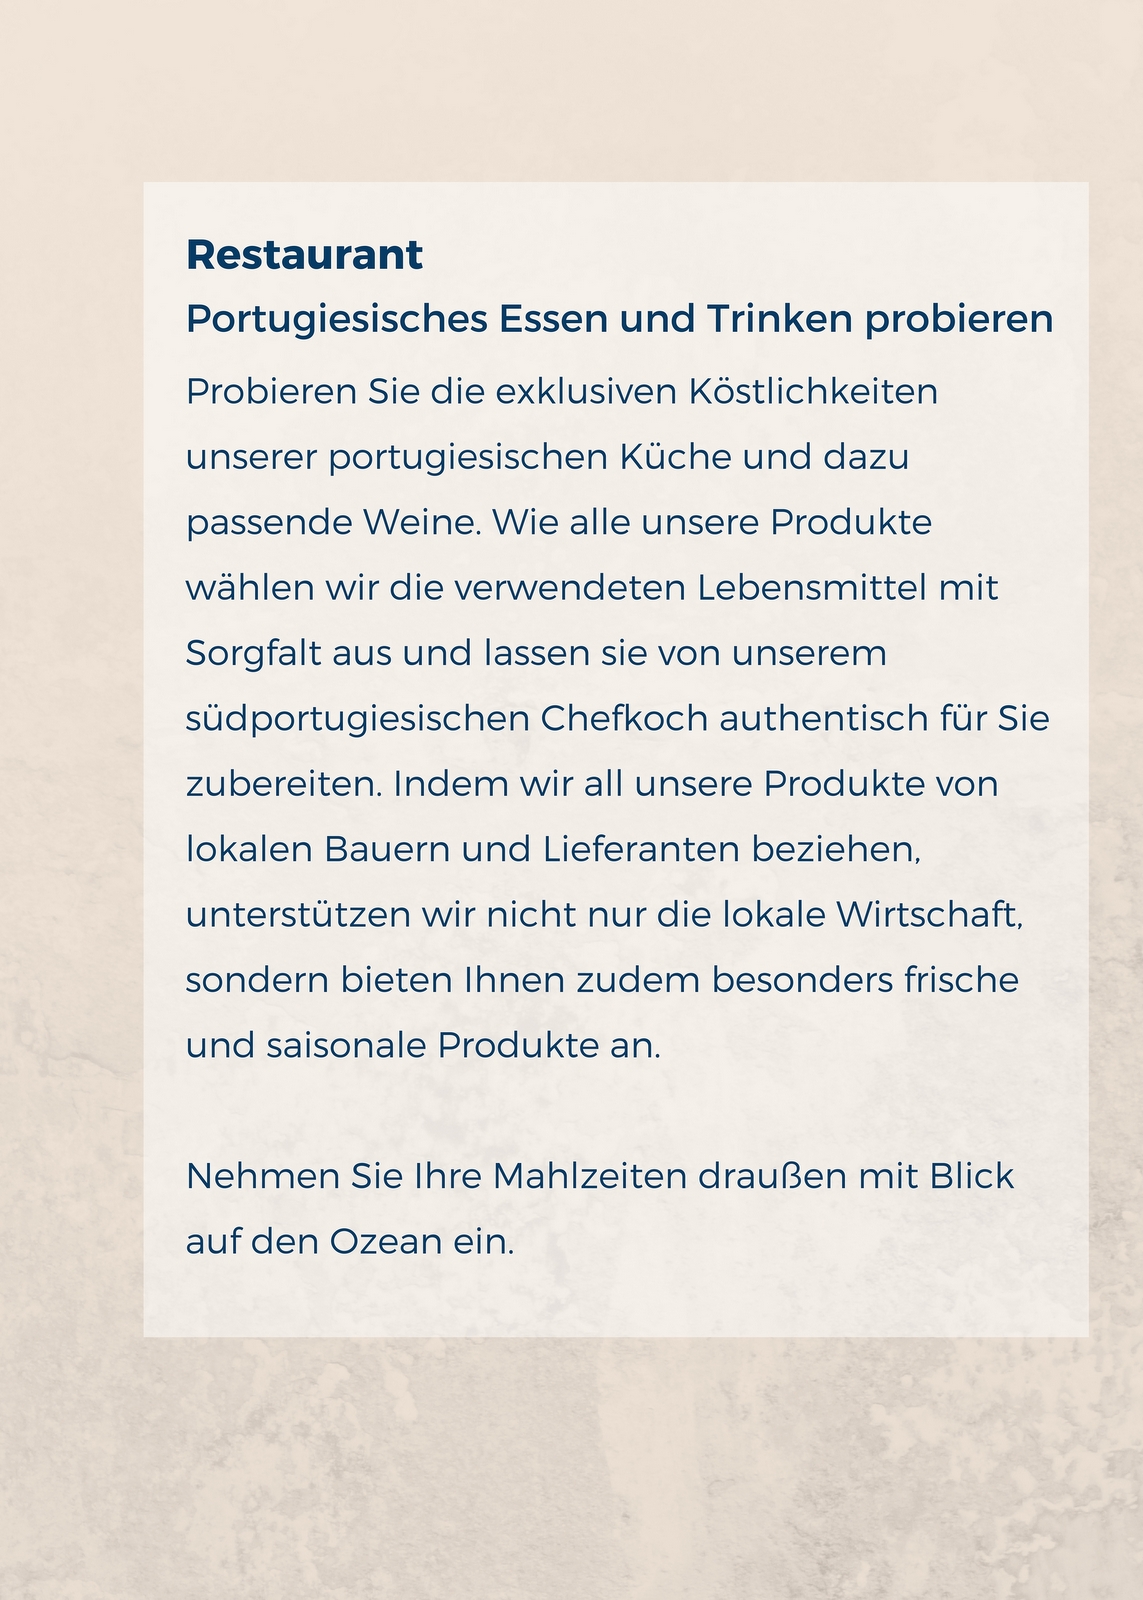 Restaurant
Portugiesisches Essen und Trinken probieren
Probieren Sie die exklusiven Köstlichkeiten
unserer portugiesischen Küche und dazu
passende Weine. Wie alle unsere Produkte
wählen wir die verwendeten Lebensmittel mit
Sorgfalt aus und lassen sie von unserem
südportugiesischen Chefkoch authentisch für Sie
zubereiten. Indem wir all unsere Produkte von
lokalen Bauern und Lieferanten beziehen,
unterstützen wir nicht nur die lokale Wirtschaft,
sondern bieten Ihnen zudem besonders frische
und saisonale Produkte an.
Nehmen Sie Ihre Mahlzeiten draußen mit Blick
auf den Ozean ein.